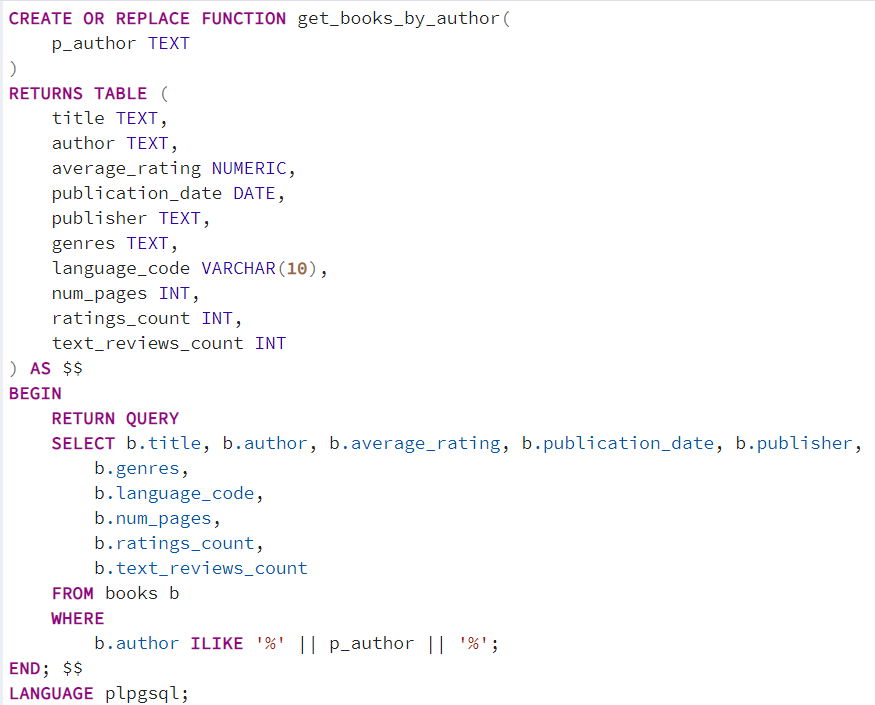 CREATE OR REPLACE FUNCTION get_books_by_author(
    p_author TEXT
)
RETURNS TABLE (
    title TEXT,
    author TEXT,
    average_rating NUMERIC,
    publication_date DATE,
    publisher TEXT,
    genres TEXT,
    language_code VARCHAR(10),
    num_pages INT,
    ratings_count INT,
    text_reviews_count INT
) AS $$
BEGIN
    RETURN QUERY
    SELECT b.title, b.author, b.average_rating, b.publication_date, b.publisher,
        b.genres,
        b.language_code,
        b.num_pages,
        b.ratings_count,
        b.text_reviews_count
    FROM books b
    WHERE
        b.author ILIKE '%' || p_author || '%';
END; $$
LANGUAGE plpgsql;